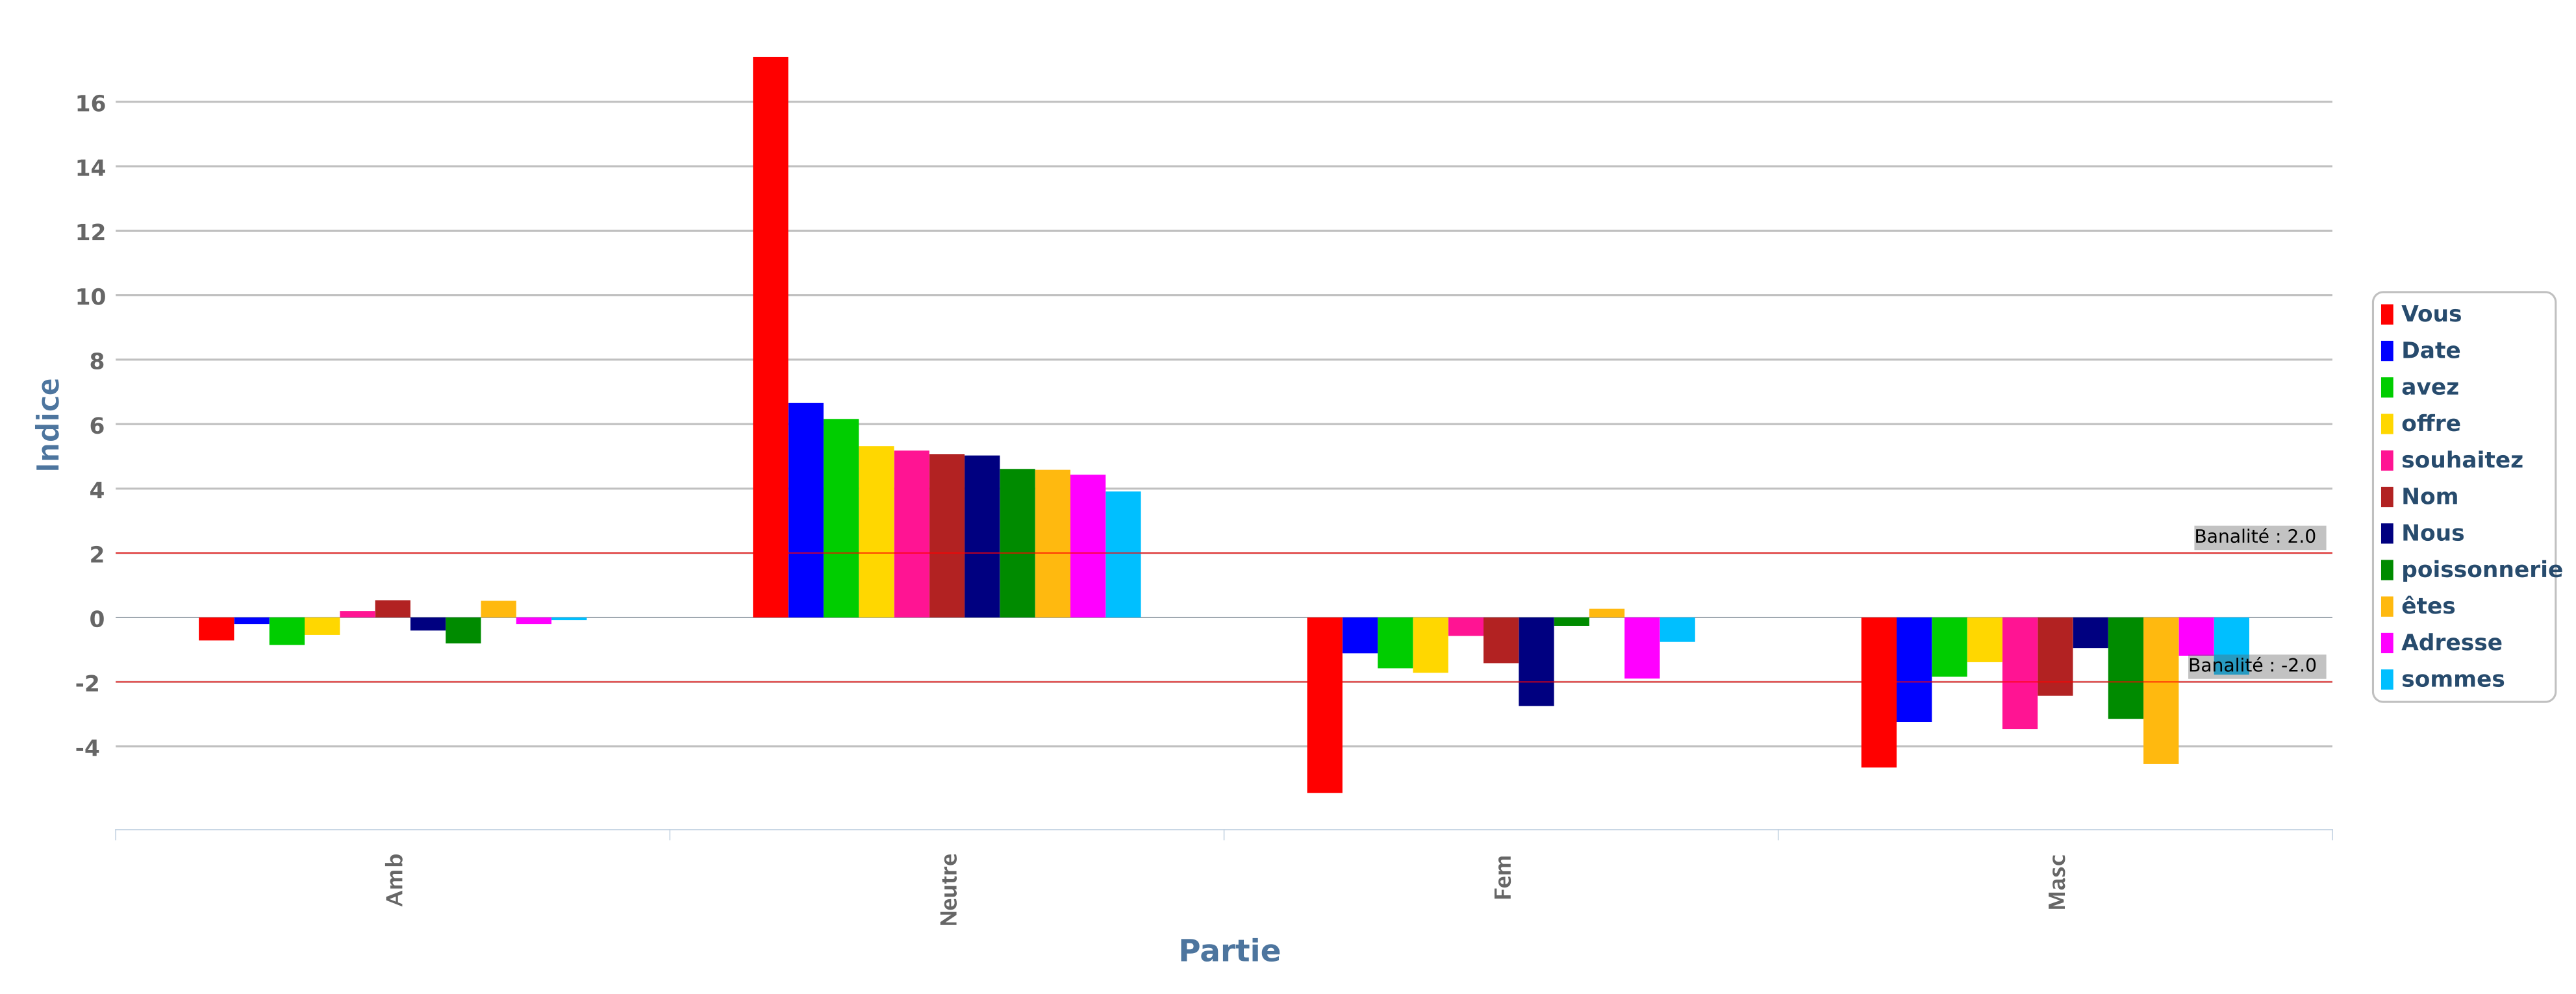 Indice
16
14
12
10
8
6
4
2
0
-2
-4
Banalité : 2.0
Banalité : -2.0
Amb
Neutre
Fem
Masc
Partie
Vous
Date
avez
offre
souhaitez
Nom
Nous
poissonnerie
êtes
Adresse
sommes